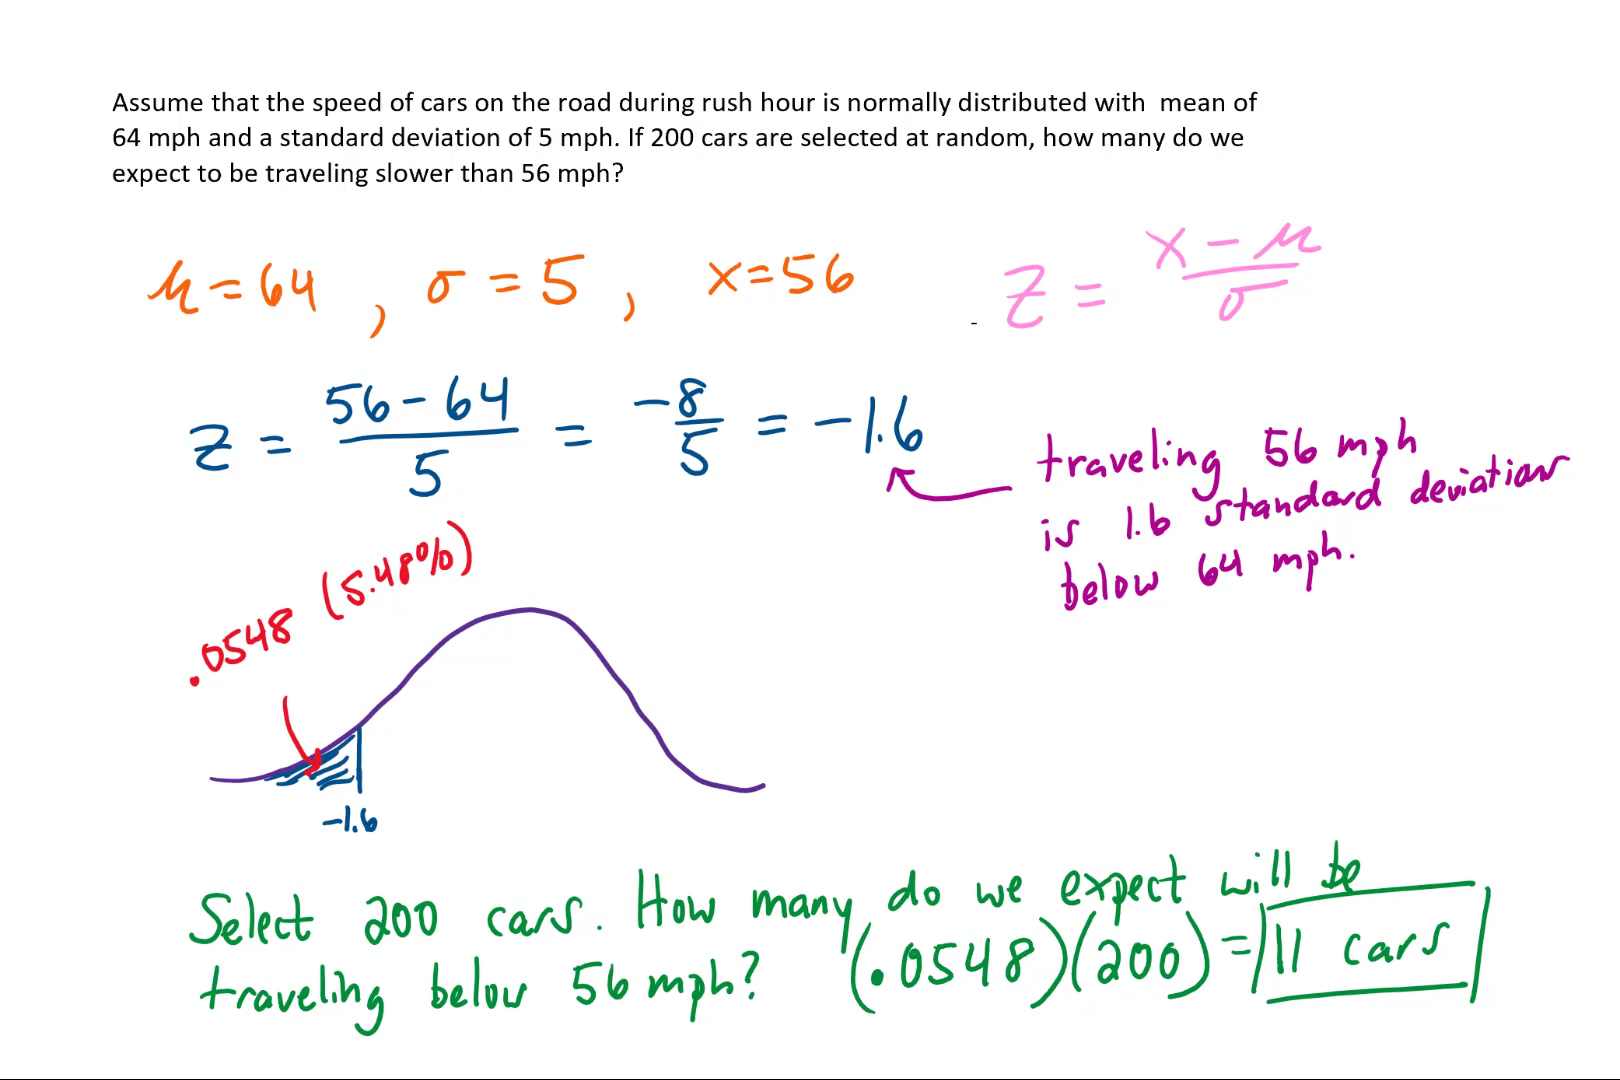 Assume that the speed of cars on the road during rush hour is normally distributed with mean of
64 mph and a standard deviation of 5 mph. If 200 cars are selected at random, how many do we
expect to be traveling slower than 56 mph?
μ = 64 , σ = 5 , x = 56
z = (x - μ)/σ
z = (56 - 64)/5 = -8/5 = -1.6
traveling 56 mph
is 1.6 standard deviations
below 64 mph.
.0548 (5.48%)
-1.6
Select 200 cars. How many do we expect will be
traveling below 56 mph? (.0548)(200) = 11 cars